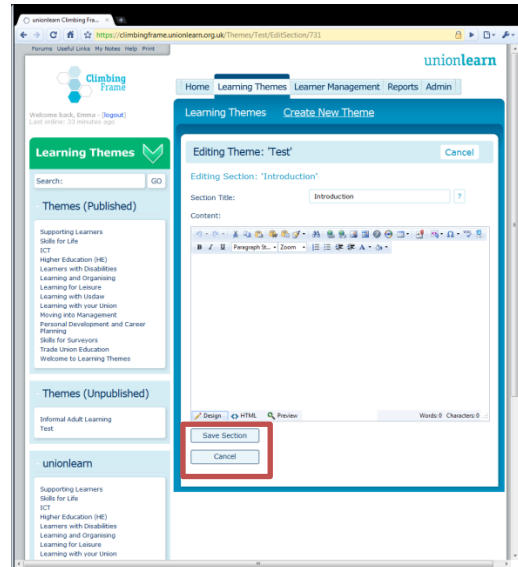 unionlearn Climbing Fra...
https://climbingframe.unionlearn.org.uk/Themes/Test/EditSection/731
Forums Useful Links My Notes Help Print
unionlearn
Climbing
Frame
Home Learning Themes Learner Management Reports Admin
Welcome back, Emma - [logout]
Last online: 33 minutes ago
Learning Themes Create New Theme
Learning Themes
Search: GO
Themes (Published)
Supporting Learners
Skills for Life
ICT
Higher Education (HE)
Learners with Disabilities
Learning and Organising
Learning for Leisure
Learning with Usdaw
Learning with your Union
Moving into Management
Personal Development and Career
Planning
Skills for Surveyors
Trade Union Education
Welcome to Learning Themes
Themes (Unpublished)
Informal Adult Learning
Test
unionlearn
Supporting Learners
Skills for Life
ICT
Higher Education (HE)
Learners with Disabilities
Learning and Organising
Learning for Leisure
Learning with your Union
Editing Theme: 'Test' Cancel
Editing Section: 'Introduction'
Section Title: Introduction ?
Content:
B I U Paragraph St... Zoom A
Design HTML Preview Words:0 Characters:0
Save Section
Cancel